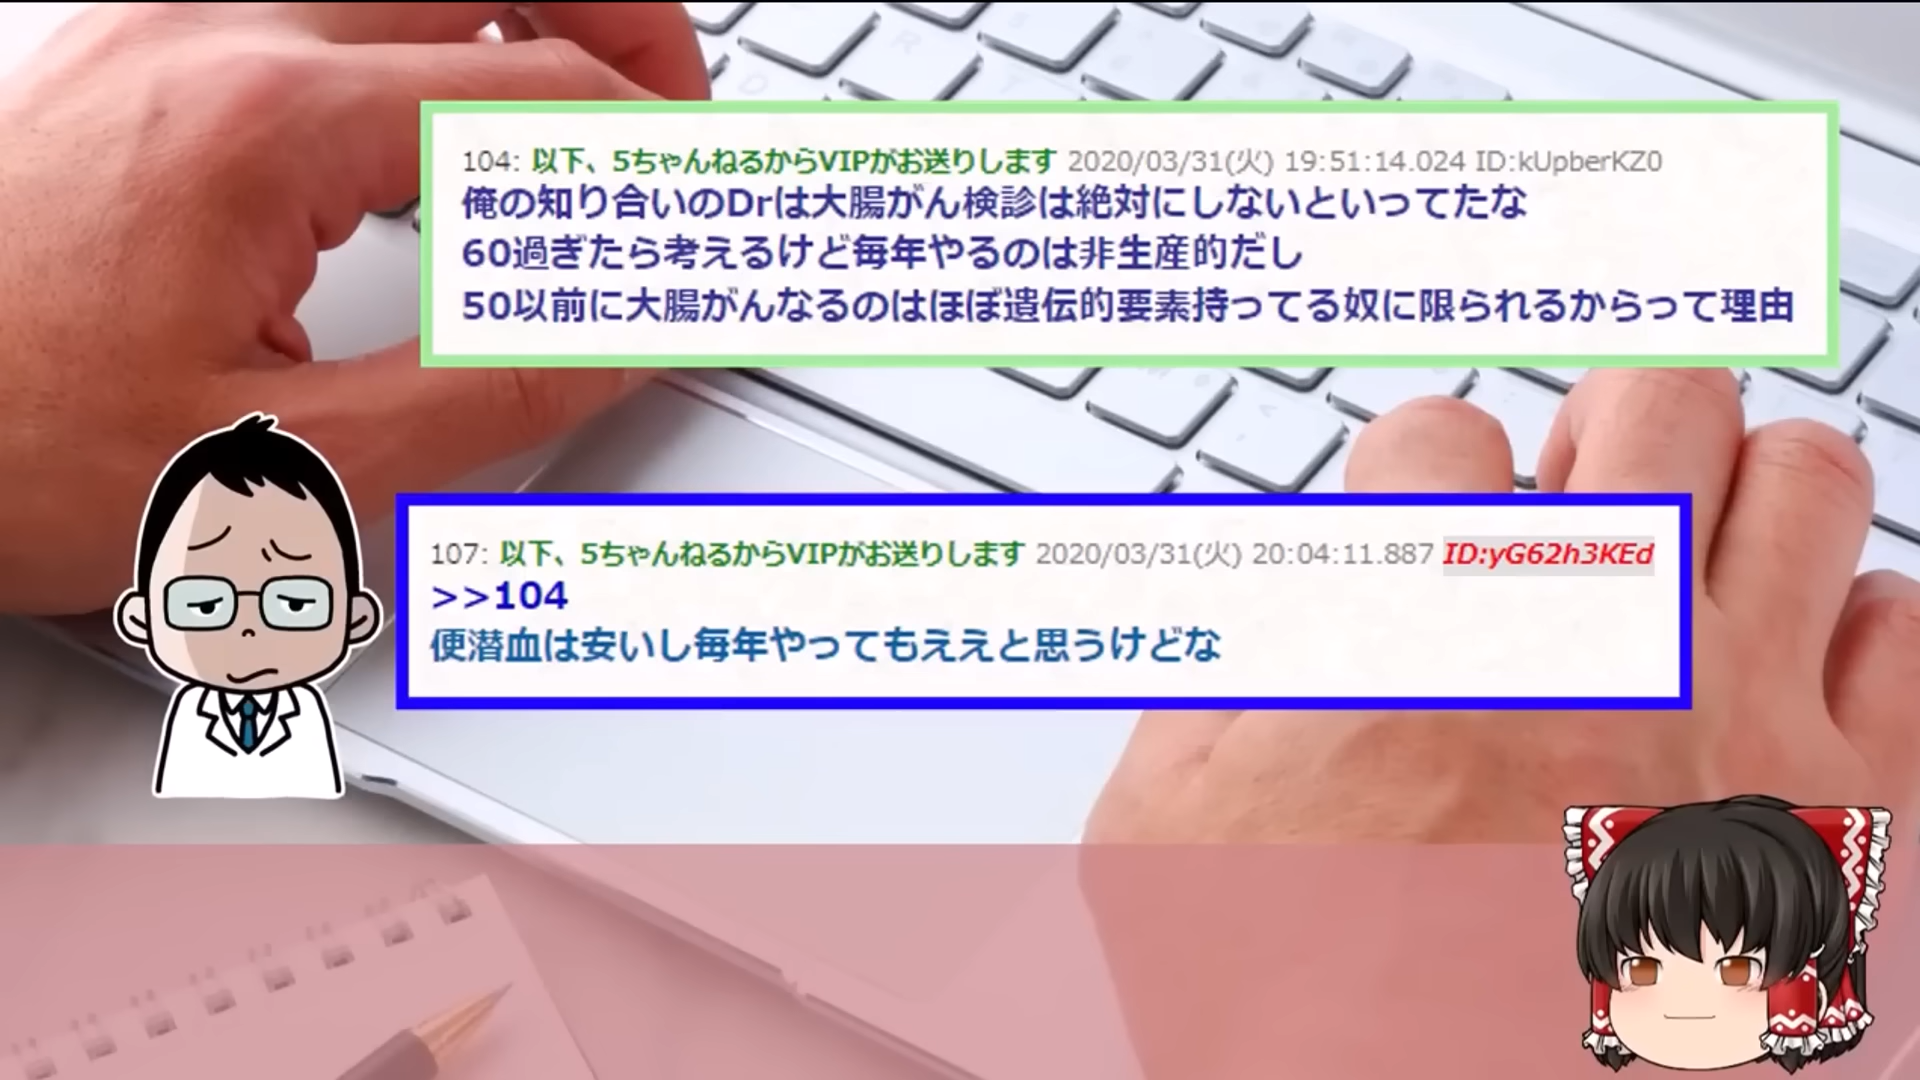 104: 以下、5ちゃんねるからVIPがお送りします 2020/03/31(火) 19:51:14.024 ID:kUpberKZ0
俺の知り合いのDrは大腸がん検診は絶対にしないといってたな
60過ぎたら考えるけど毎年やるのは非生産的だし
50以前に大腸がんなるのはほぼ遺伝的要素持ってる奴に限られるからって理由
107: 以下、5ちゃんねるからVIPがお送りします 2020/03/31(火) 20:04:11.887 ID:yG62h3KEd
>>104
便潜血は安いし毎年やってもええと思うけどな